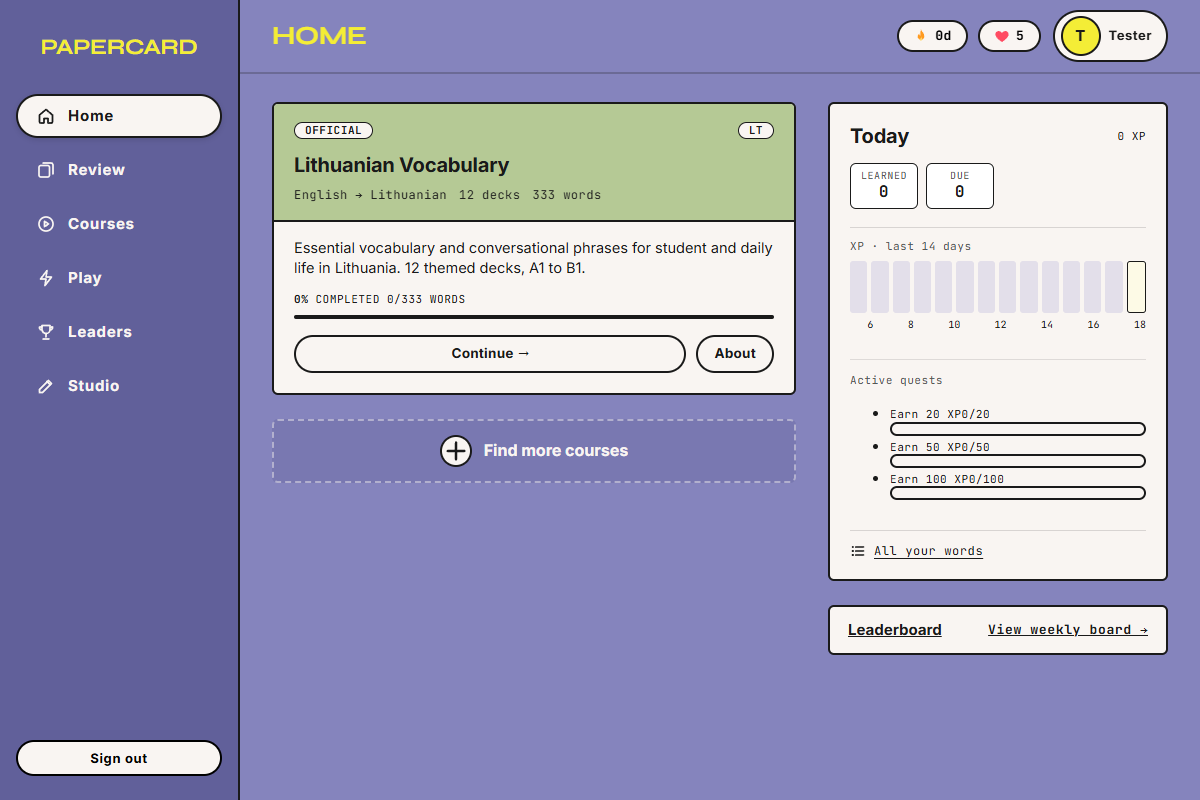 PAPERCARD
Home
Review
Courses
Play
Leaders
Studio
Sign out
HOME
0d
5
T
Tester
OFFICIAL
LT
Lithuanian Vocabulary
English → Lithuanian 12 decks 333 words
Essential vocabulary and conversational phrases for student and daily
life in Lithuania. 12 themed decks, A1 to B1.
0% COMPLETED 0/333 WORDS
Continue →
About
Find more courses
Today
0 XP
LEARNED
0
DUE
0
XP · last 14 days
6 8 10 12 14 16 18
Active quests
Earn 20 XP0/20
Earn 50 XP0/50
Earn 100 XP0/100
All your words
Leaderboard
View weekly board →